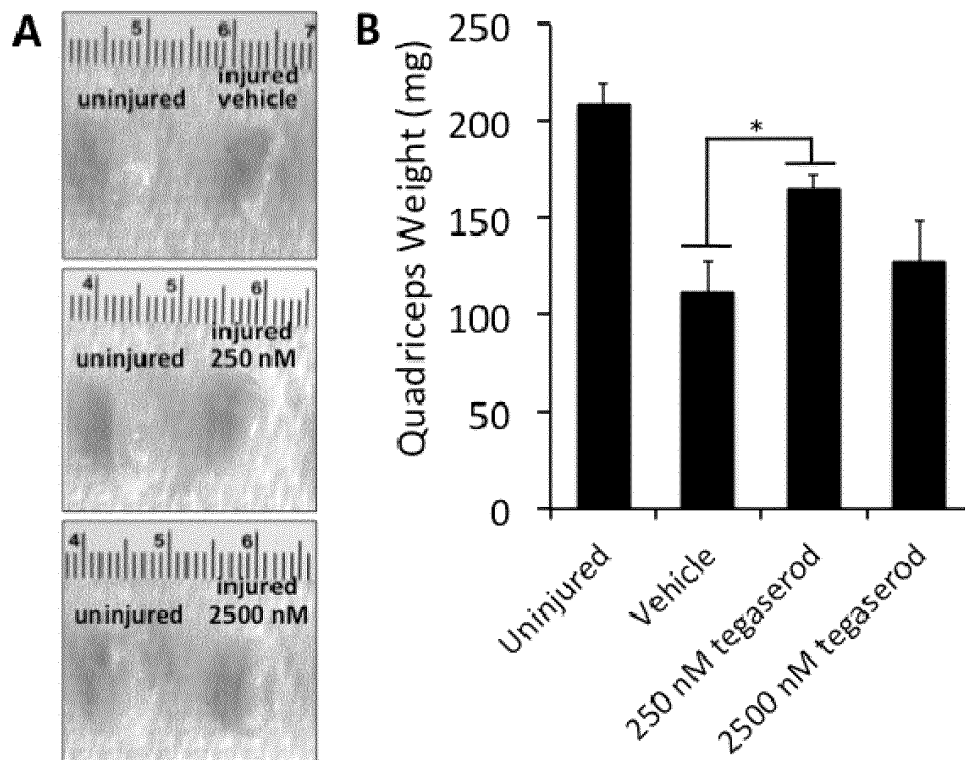 A
5 6 7
uninjured
injured
vehicle
4 5 6
uninjured
injured
250 nM
4 5 6
uninjured
injured
2500 nM
B
Quadriceps Weight (mg)
250
200
150
100
50
0
*
Uninjured
Vehicle
250 nM tegaserod
2500 nM tegaserod